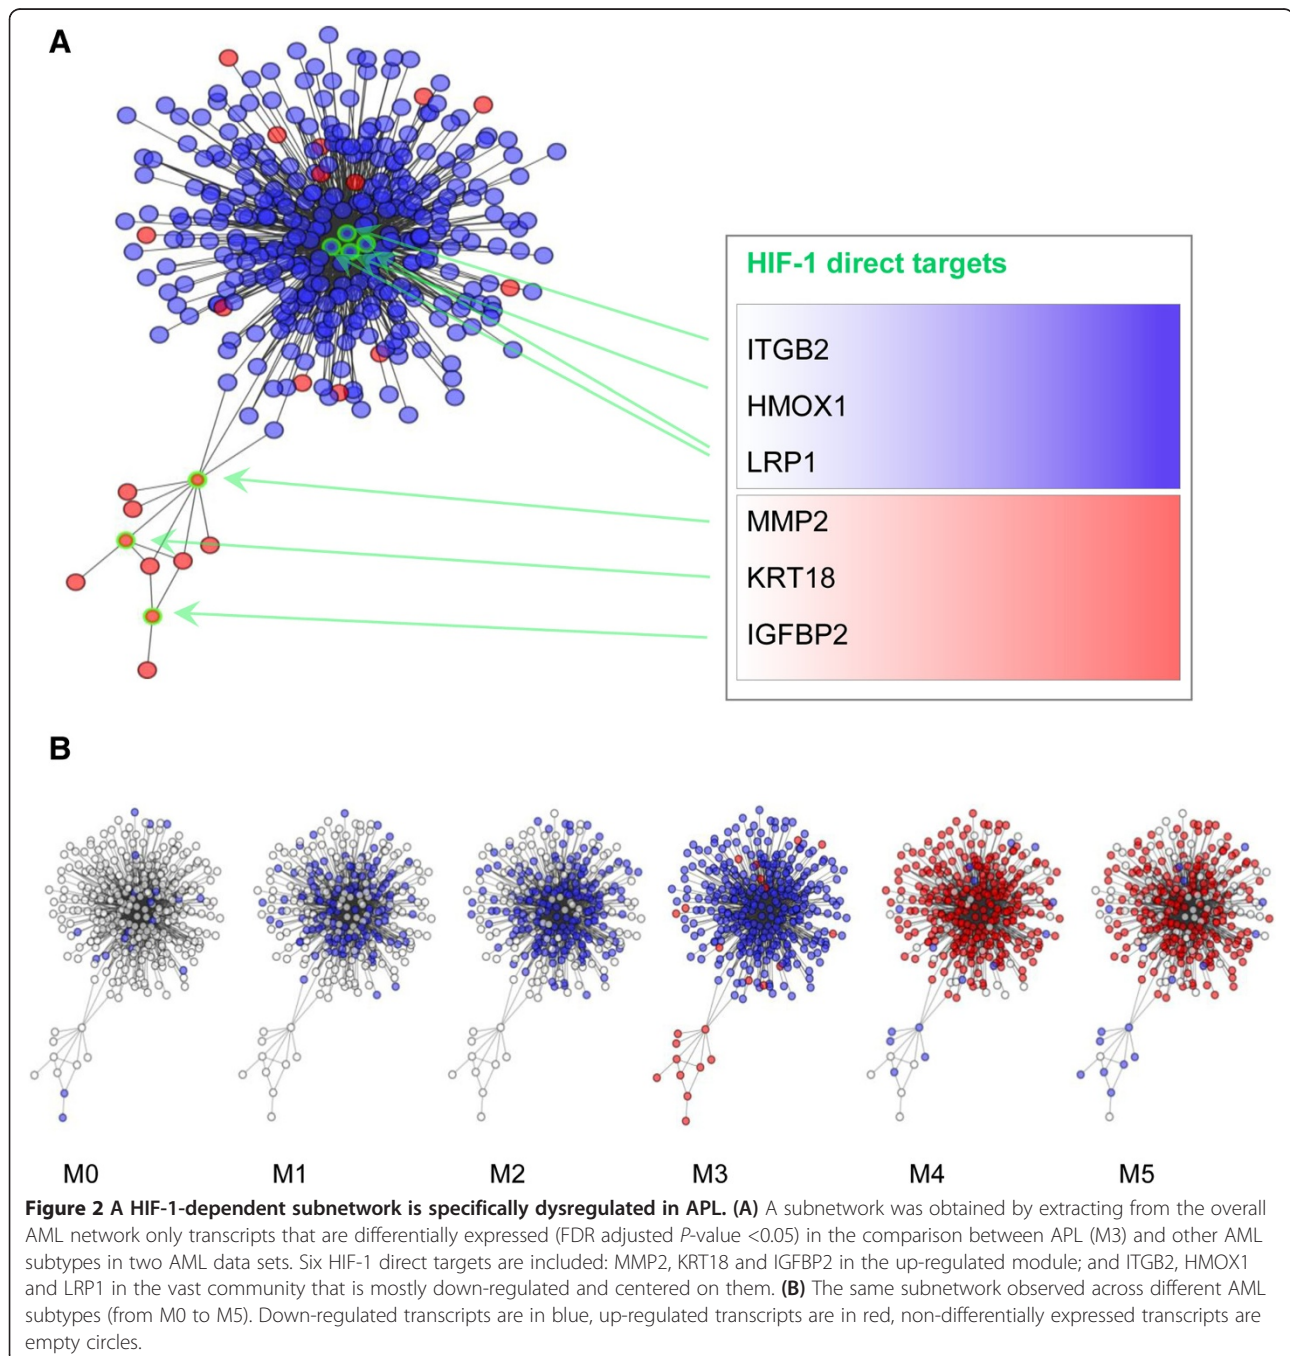 A
HIF-1 direct targets
ITGB2
HMOX1
LRP1
MMP2
KRT18
IGFBP2
B
M0 M1 M2 M3 M4 M5
Figure 2 A HIF-1-dependent subnetwork is specifically dysregulated in APL. (A) A subnetwork was obtained by extracting from the overall
AML network only transcripts that are differentially expressed (FDR adjusted P-value <0.05) in the comparison between APL (M3) and other AML
subtypes in two AML data sets. Six HIF-1 direct targets are included: MMP2, KRT18 and IGFBP2 in the up-regulated module; and ITGB2, HMOX1
and LRP1 in the vast community that is mostly down-regulated and centered on them. (B) The same subnetwork observed across different AML
subtypes (from M0 to M5). Down-regulated transcripts are in blue, up-regulated transcripts are in red, non-differentially expressed transcripts are
empty circles.